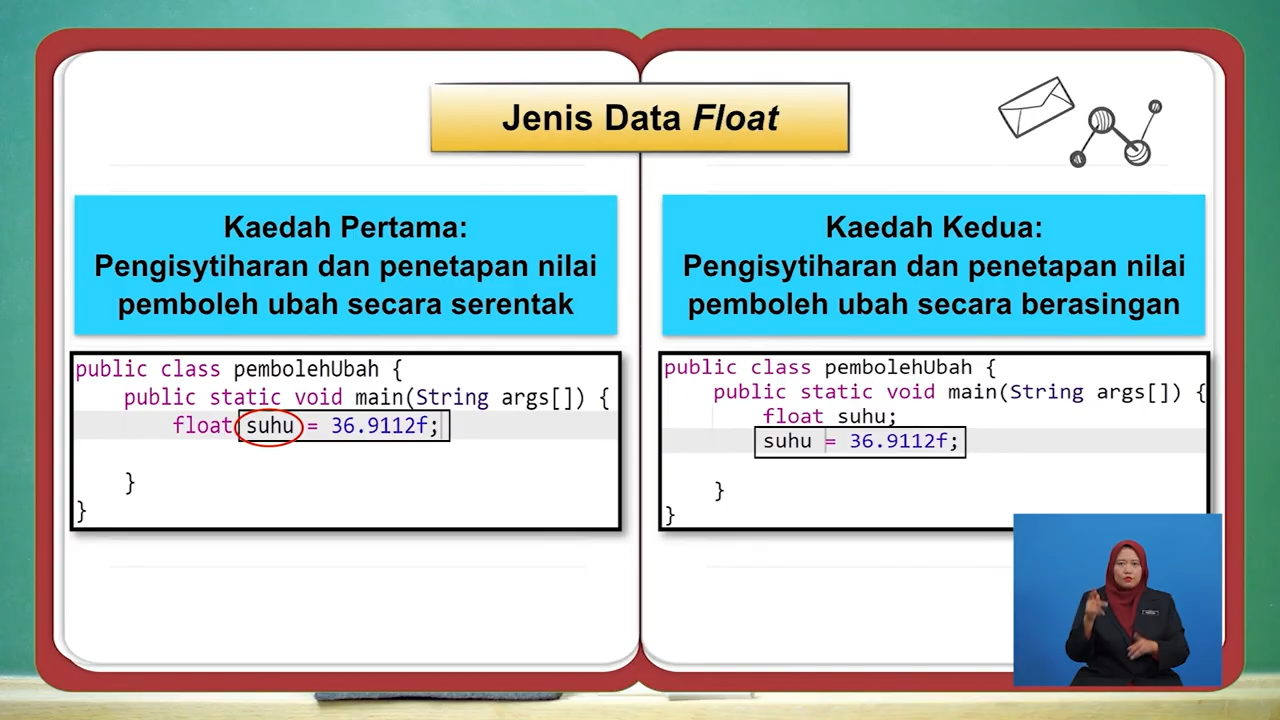 Jenis Data Float
Kaedah Pertama:
Pengisytiharan dan penetapan nilai
pemboleh ubah secara serentak
public class pembolehUbah {
public static void main(String args[]) {
float suhu = 36.9112f;
}
}
Kaedah Kedua:
Pengisytiharan dan penetapan nilai
pemboleh ubah secara berasingan
public class pembolehUbah {
public static void main(String args[]) {
float suhu;
suhu = 36.9112f;
}
}